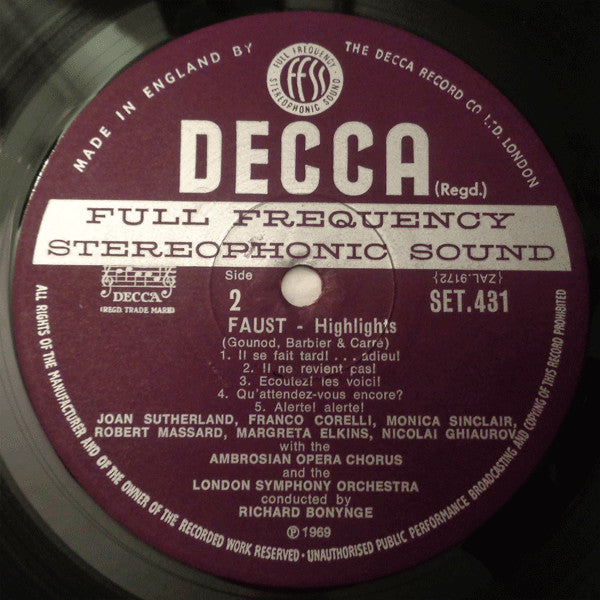 MADE IN ENGLAND BY
THE DECCA RECORD CO. LTD. LONDON
FULL FREQUENCY
ffss
STEREOPHONIC SOUND
DECCA (Regd.)
FULL FREQUENCY
STEREOPHONIC SOUND
DECCA
(REGD. TRADE MARK)
Side
2
{ZAL.9172}
SET.431
FAUST - Highlights
(Gounod, Barbier & Carré)
1. Il se fait tard! . . . adieu!
2. Il ne revient pas!
3. Ecoutez! les voici!
4. Qu'attendez-vous encore?
5. Alerte! alerte!
JOAN SUTHERLAND, FRANCO CORELLI, MONICA SINCLAIR,
ROBERT MASSARD, MARGRETA ELKINS, NICOLAI GHIAUROV
with the
AMBROSIAN OPERA CHORUS
and the
LONDON SYMPHONY ORCHESTRA
conducted by
RICHARD BONYNGE
℗ 1969
ALL RIGHTS OF THE MANUFACTURER AND OF THE OWNER OF THE RECORDED WORK RESERVED · UNAUTHORISED PUBLIC PERFORMANCE BROADCASTING AND COPYING OF THIS RECORD PROHIBITED